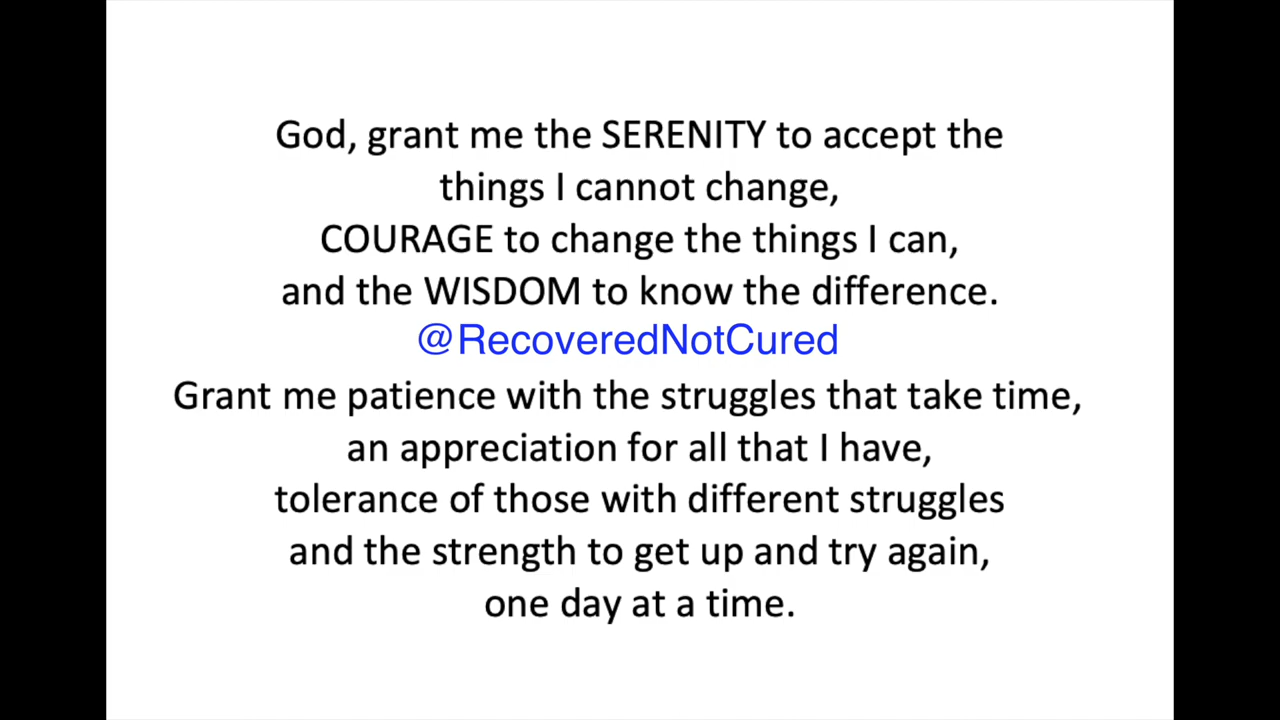 God, grant me the SERENITY to accept the
things I cannot change,
COURAGE to change the things I can,
and the WISDOM to know the difference.
@RecoveredNotCured
Grant me patience with the struggles that take time,
an appreciation for all that I have,
tolerance of those with different struggles
and the strength to get up and try again,
one day at a time.